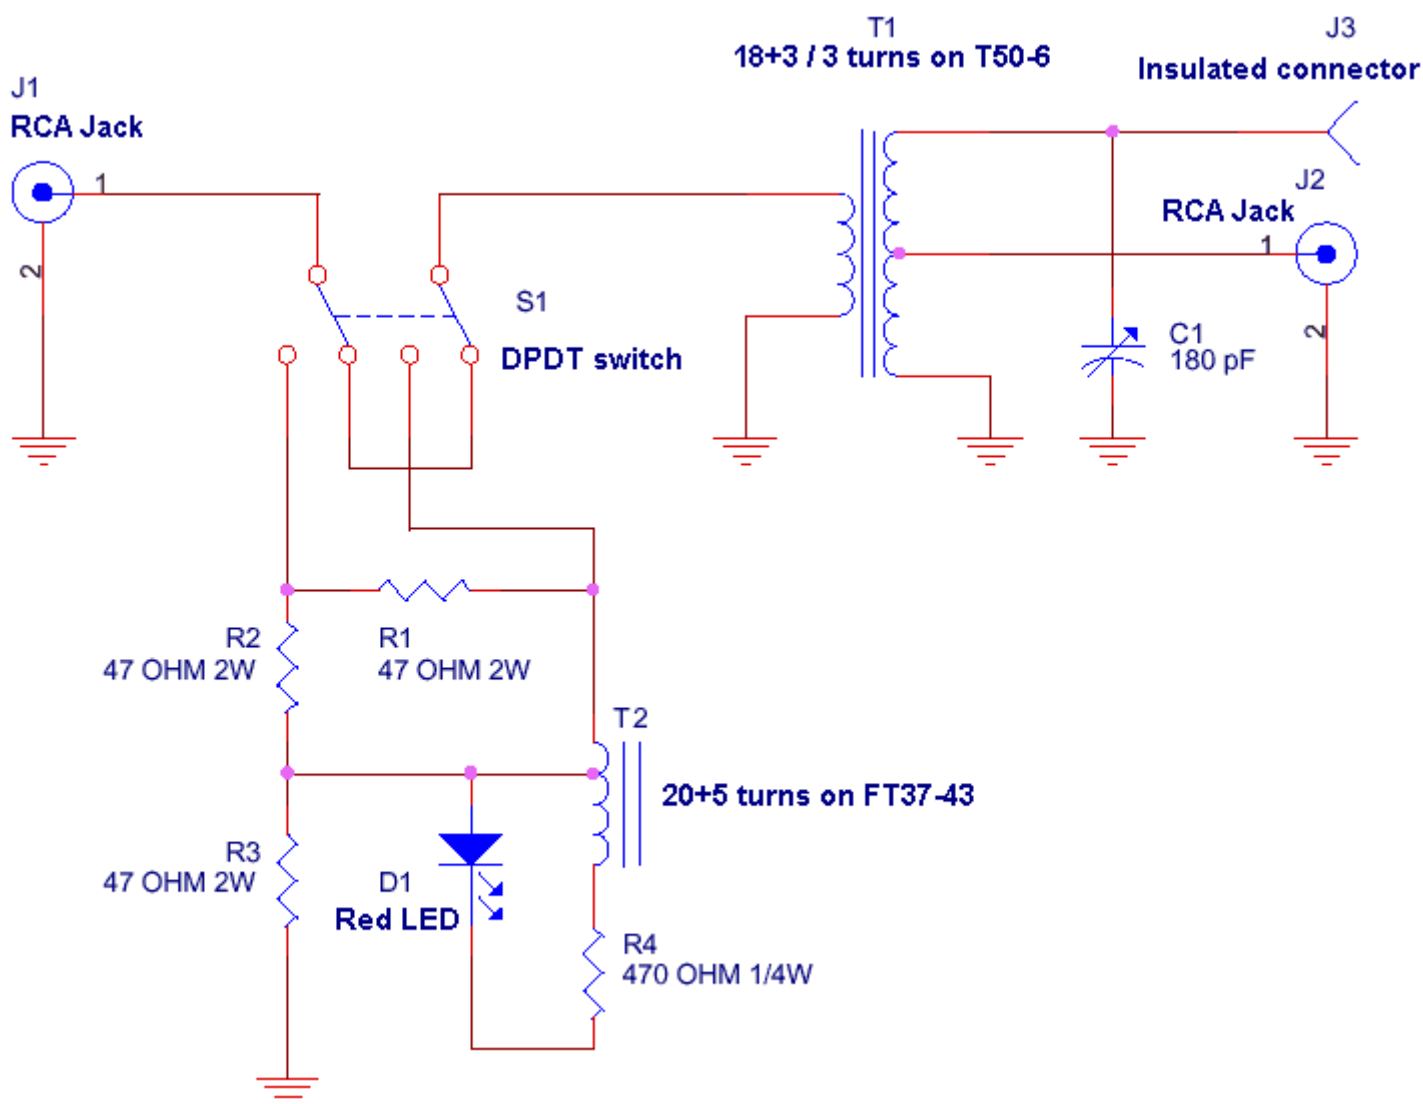 T1
18+3 / 3 turns on T50-6
J3
Insulated connector
J1
RCA Jack
1
2
J2
RCA Jack
1
2
S1
DPDT switch
C1
180 pF
R2
47 OHM 2W
R1
47 OHM 2W
T2
20+5 turns on FT37-43
R3
47 OHM 2W
D1
Red LED
R4
470 OHM 1/4W